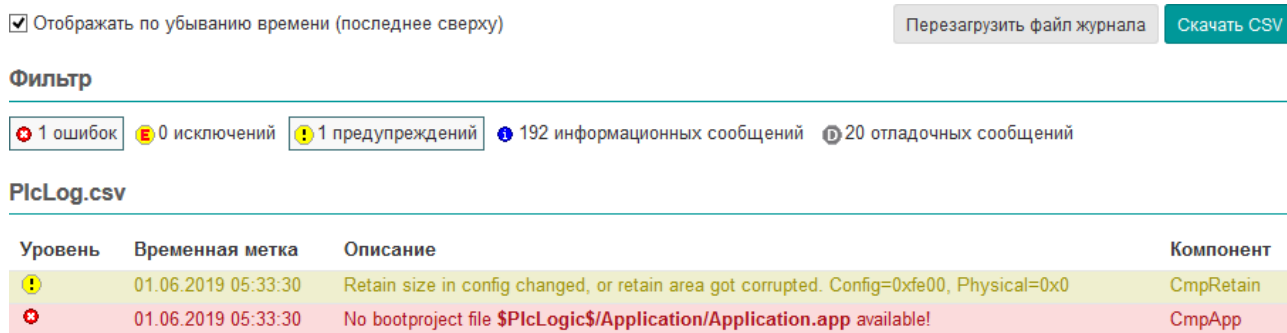 Отображать по убыванию времени (последнее сверху) Перезагрузить файл журнала Скачать CSV
Фильтр
1 ошибок E 0 исключений ! 1 предупреждений i 192 информационных сообщений D 20 отладочных сообщений
PlcLog.csv
Уровень Временная метка Описание Компонент
! 01.06.2019 05:33:30 Retain size in config changed, or retain area got corrupted. Config=0xfe00, Physical=0x0 CmpRetain
01.06.2019 05:33:30 No bootproject file $PlcLogic$/Application/Application.app available! CmpApp